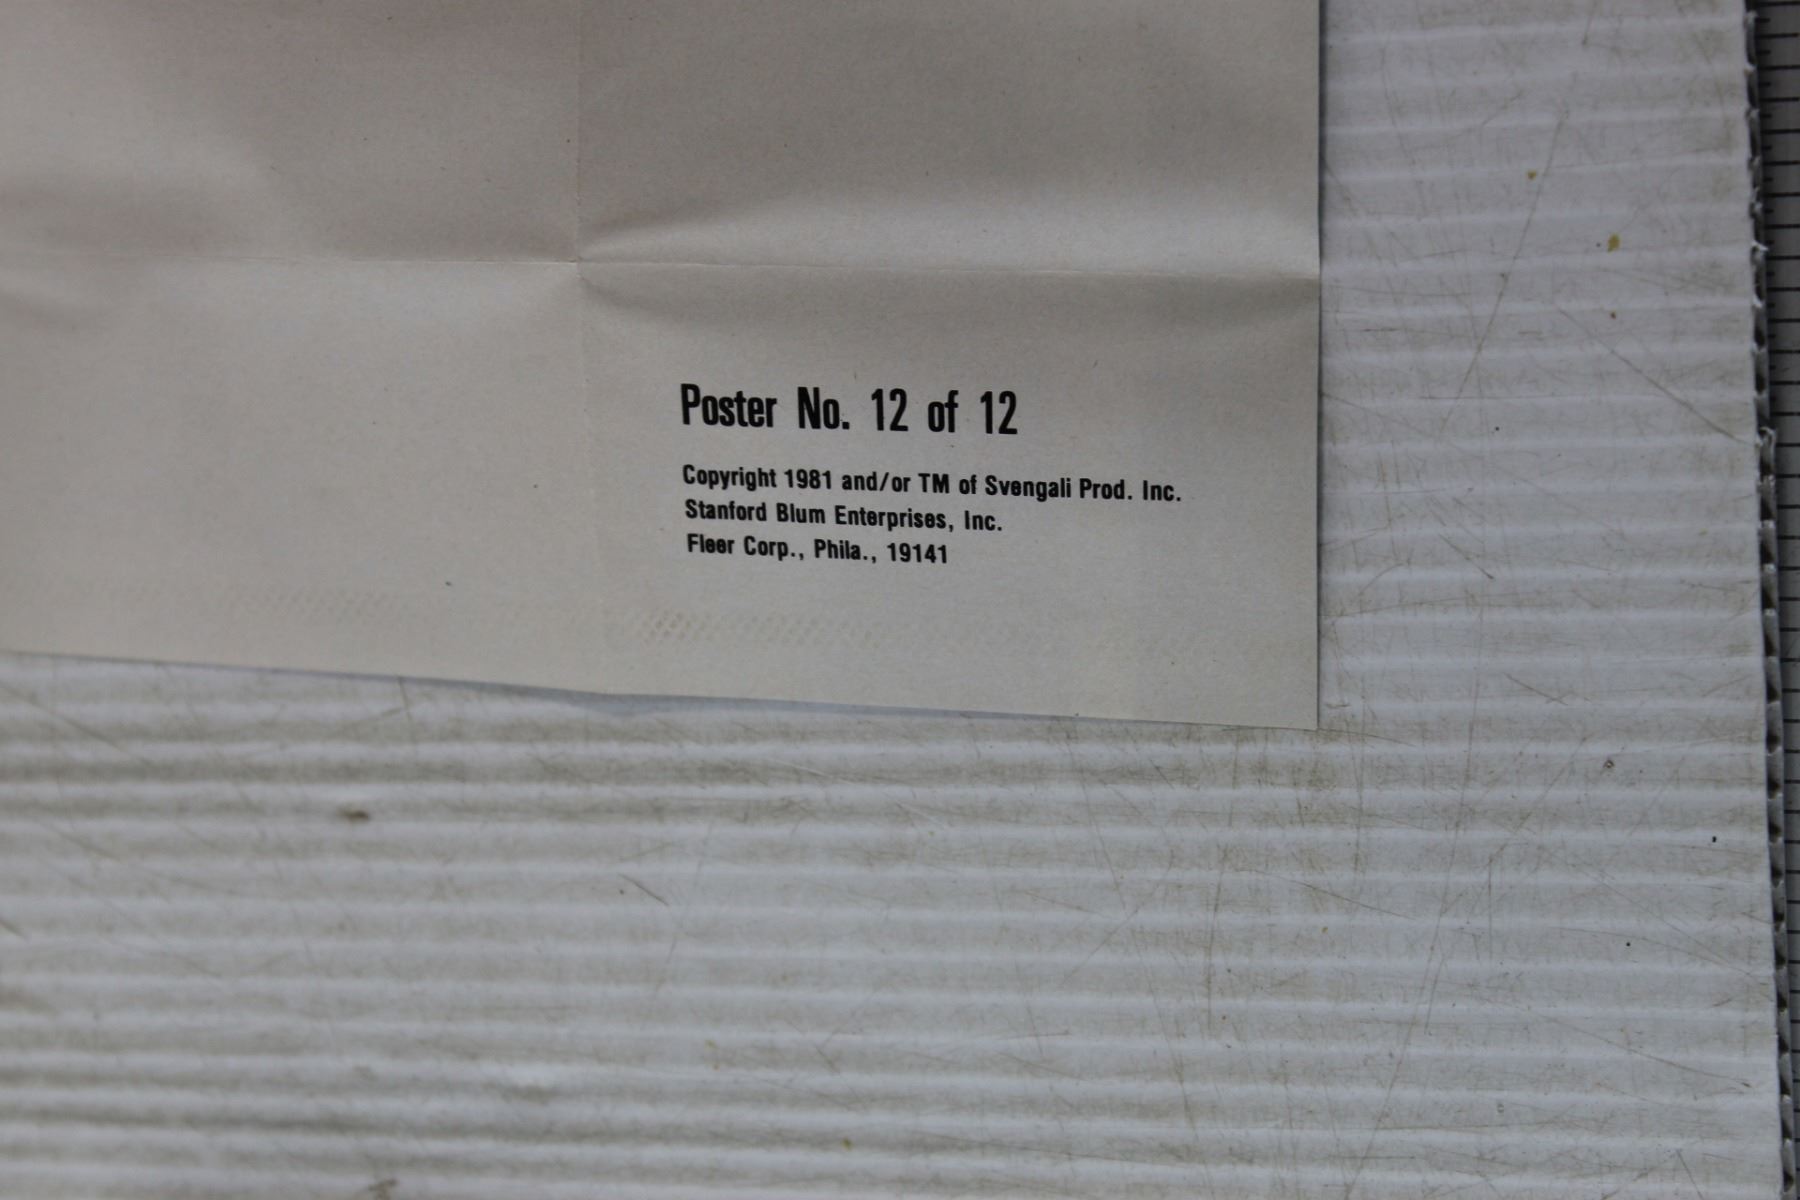 Poster No. 12 of 12
Copyright 1981 and/or TM of Svengali Prod. Inc.
Stanford Blum Enterprises, Inc.
Fleer Corp., Phila., 19141